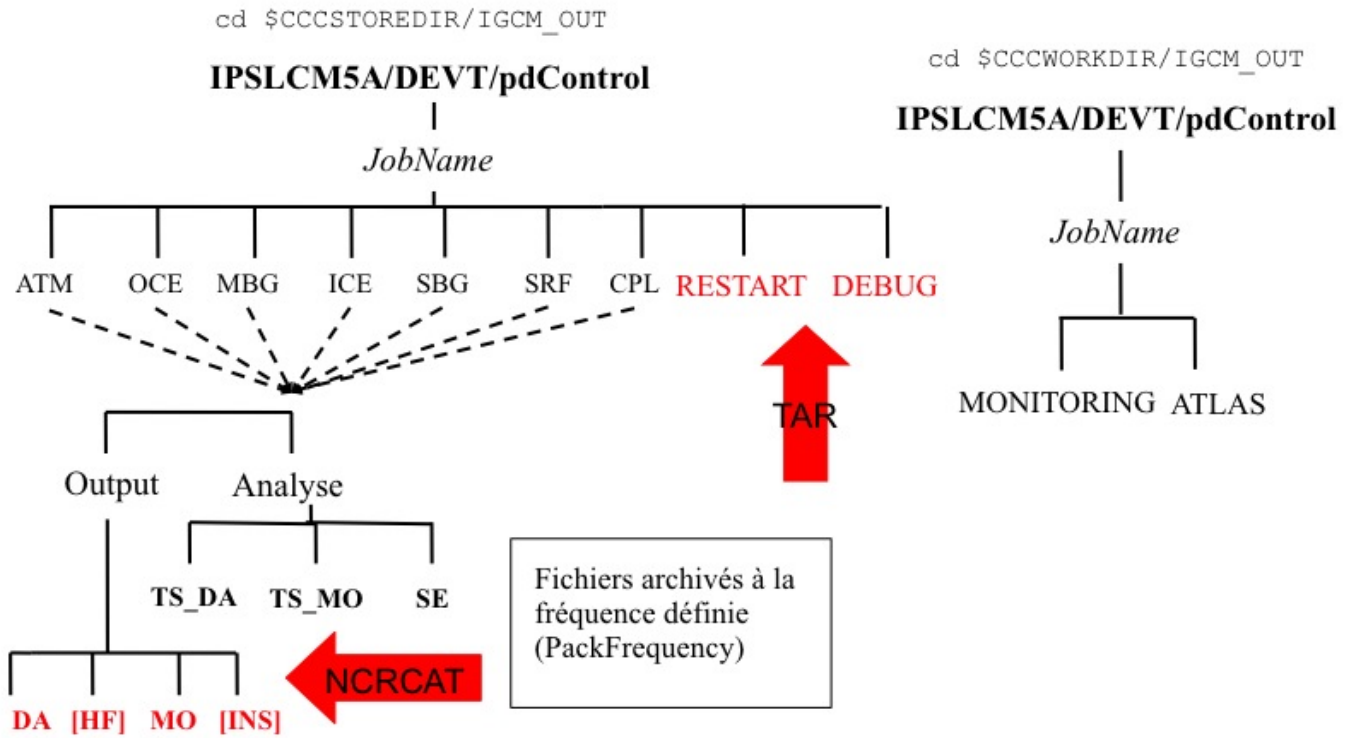 cd $CCCSTOREDIR/IGCM_OUT
IPSLCM5A/DEVT/pdControl
JobName
ATM OCE MBG ICE SBG SRF CPL RESTART DEBUG
TAR
Output Analyse
TS_DA TS_MO SE
NCRCAT
DA [HF] MO [INS]
Fichiers archivés à la
fréquence définie
(PackFrequency)
cd $CCCWORKDIR/IGCM_OUT
IPSLCM5A/DEVT/pdControl
JobName
MONITORING ATLAS